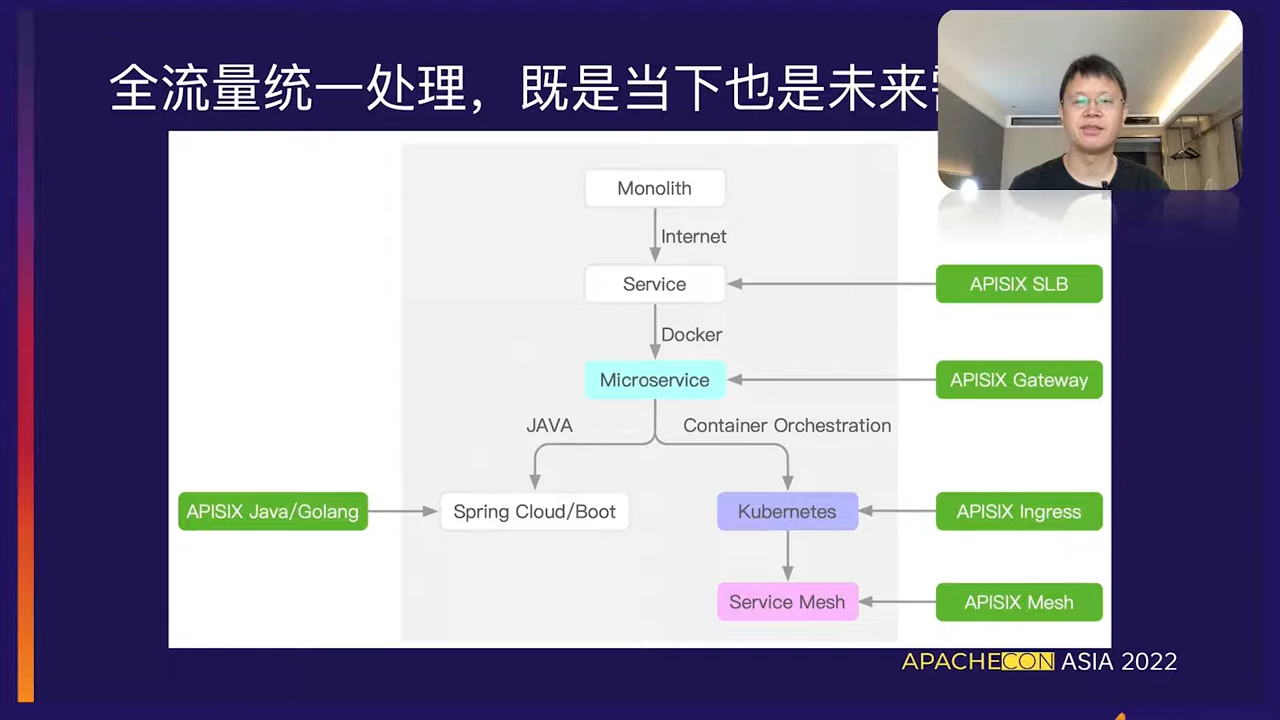 全流量统一处理，既是当下也是未来
Monolith
Internet
Service
APISIX SLB
Docker
Microservice
APISIX Gateway
JAVA
Container Orchestration
APISIX Java/Golang
Spring Cloud/Boot
Kubernetes
APISIX Ingress
Service Mesh
APISIX Mesh
APACHECON ASIA 2022